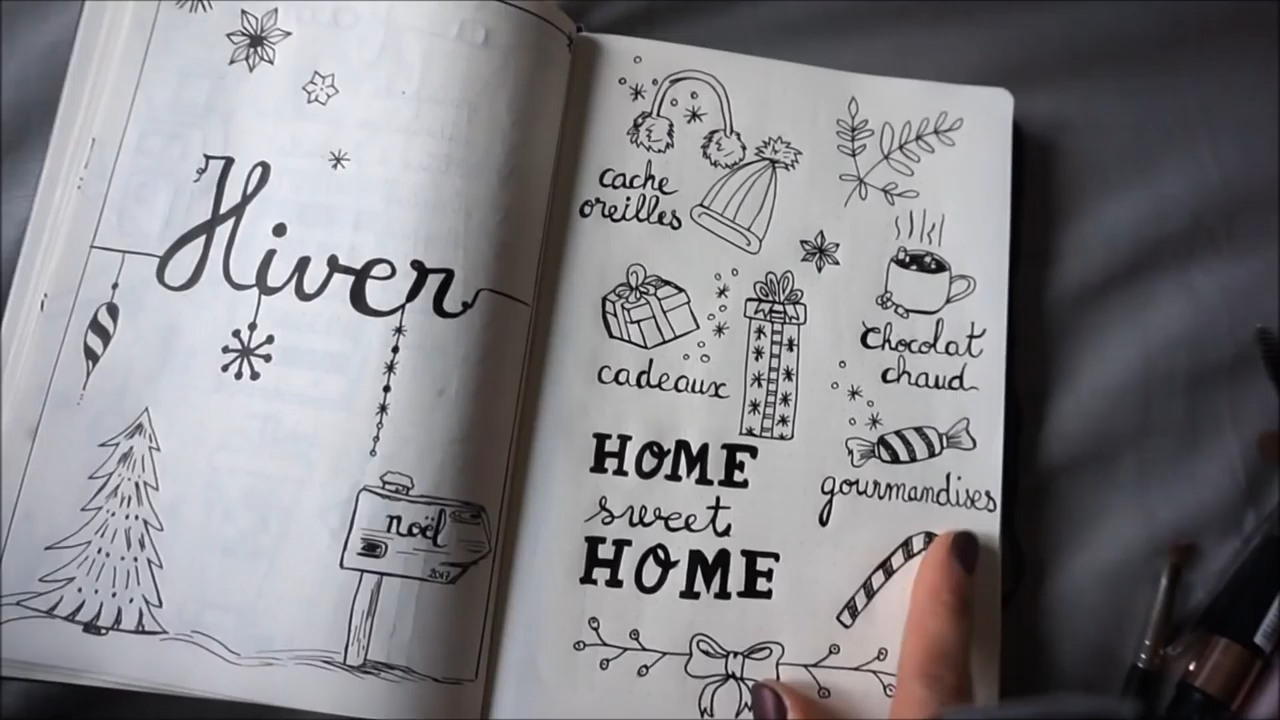 Hiver
noël
2017
cache
oreilles
cadeaux
chocolat
chaud
gourmandises
HOME
sweet
HOME